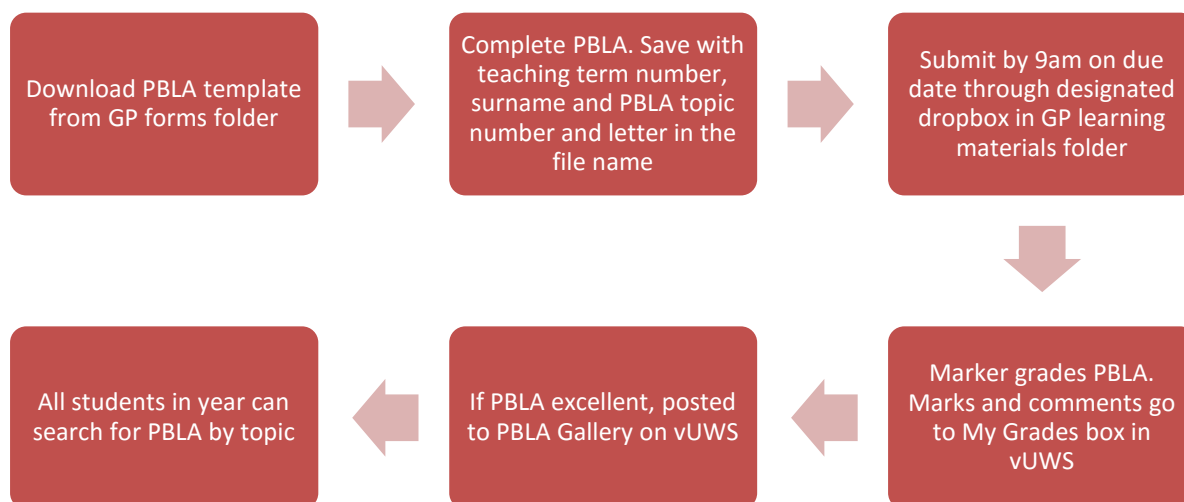 Download PBLA template
from GP forms folder
Complete PBLA. Save with
teaching term number,
surname and PBLA topic
number and letter in the
file name
Submit by 9am on due
date through designated
dropbox in GP learning
materials folder
Marker grades PBLA.
Marks and comments go
to My Grades box in
vUWS
If PBLA excellent, posted
to PBLA Gallery on vUWS
All students in year can
search for PBLA by topic